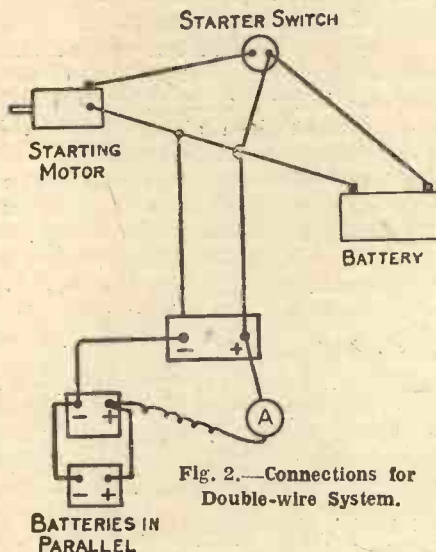 STARTER SWITCH
STARTING
MOTOR
BATTERY
- +
A
- +
- +
Fig. 2.—Connections for
Double-wire System.
BATTERIES IN
PARALLEL